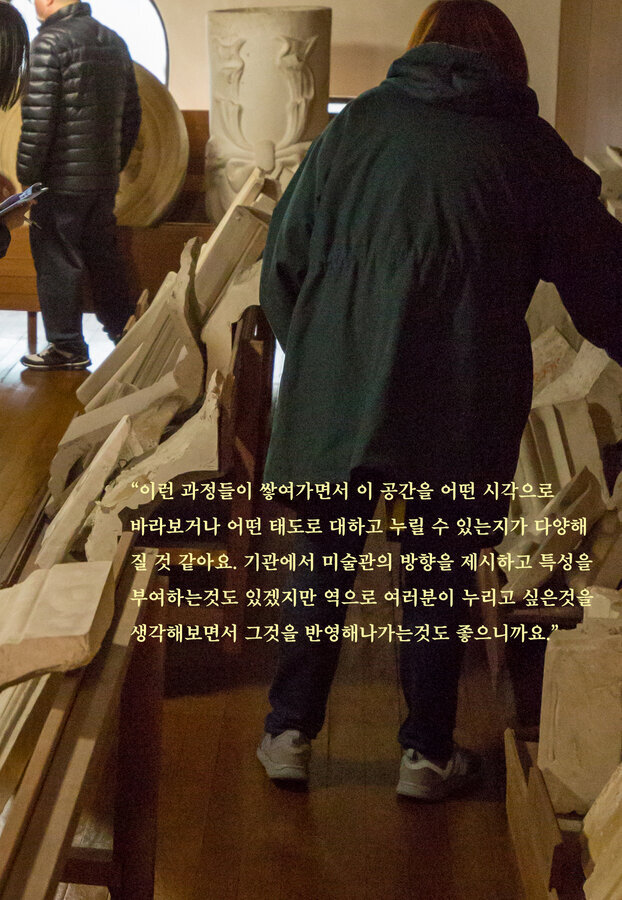 “이런 과정들이 쌓여가면서 이 공간을 어떤 시각으로
바라보거나 어떤 태도로 대하고 누릴 수 있는지가 다양해
질 것 같아요. 기관에서 미술관의 방향을 제시하고 특성을
부여하는것도 있겠지만 역으로 여러분이 누리고 싶은것을
생각해보면서 그것을 반영해나가는것도 좋으니까요.”